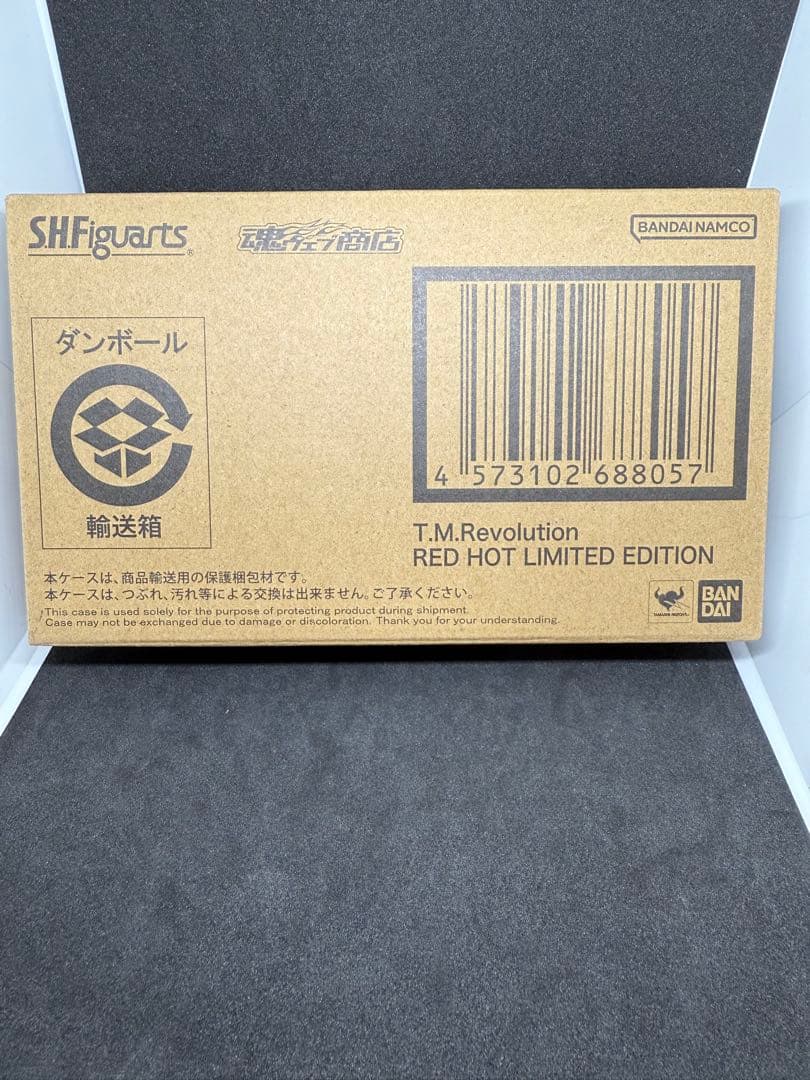 S.H.Figuarts®
魂ウェブ商店
BANDAI NAMCO
ダンボール
輸送箱
4 573102 688057
T.M.Revolution
RED HOT LIMITED EDITION
本ケースは、商品輸送用の保護梱包材です。
本ケースは、つぶれ、汚れ等による交換は出来ません。ご了承ください。
This case is used solely for the purpose of protecting product during shipment.
Case may not be exchanged due to damage or discoloration. Thank you for your understanding.
BAN
DAI